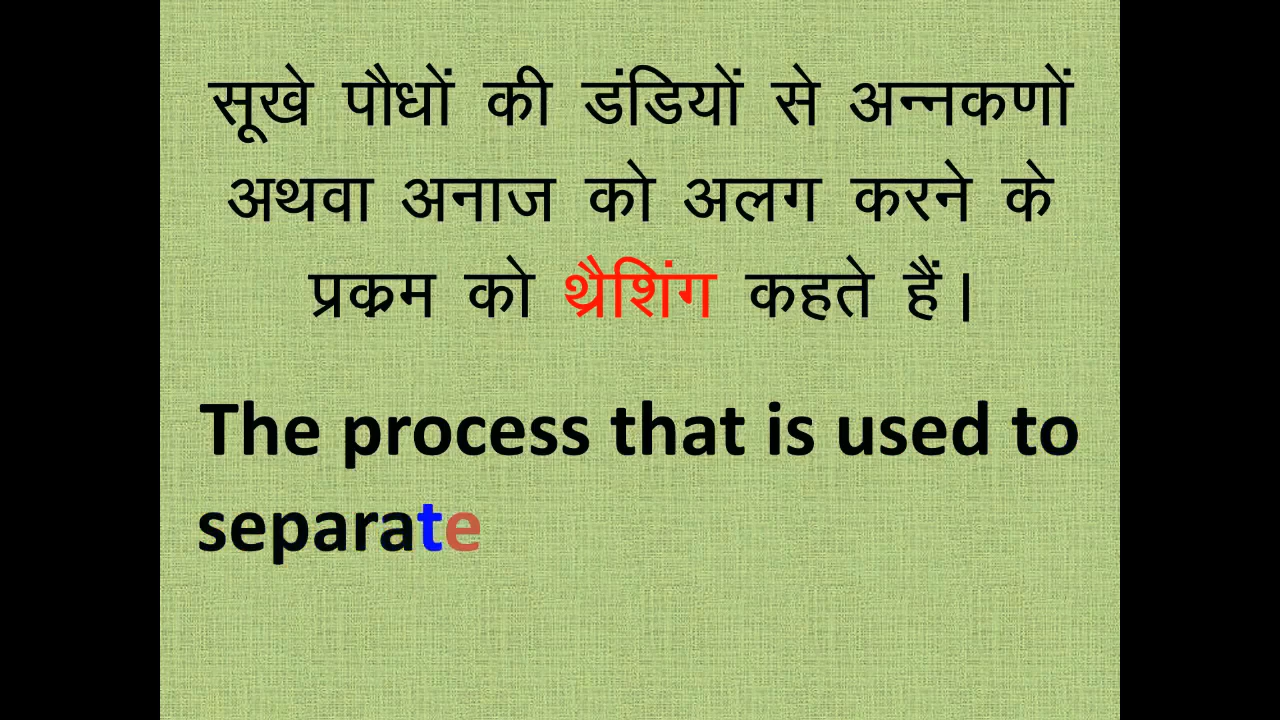 सूखे पौधों की डंडियों से अन्नकणों
अथवा अनाज को अलग करने के
प्रक्रम को थ्रैशिंग कहते हैं।
The process that is used to
separate